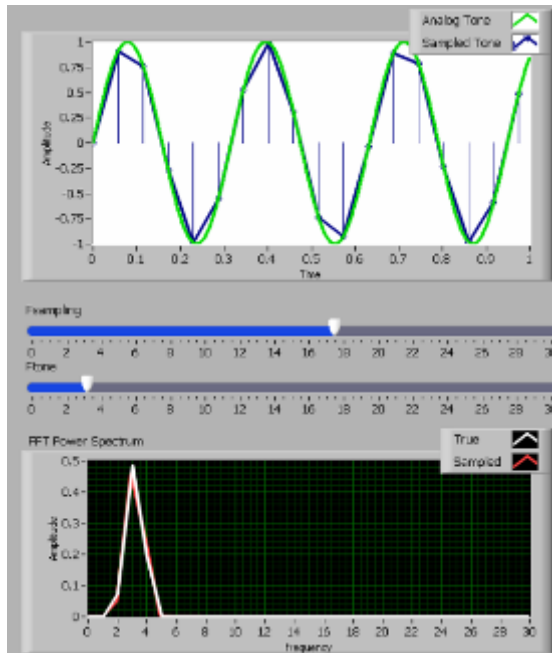 Analog Tone
Sampled Tone
1-
0.75-
0.5-
0.25-
0-
-0.25-
-0.5-
-0.75-
-1-
Amplitude
0 0.1 0.2 0.3 0.4 0.5 0.6 0.7 0.8 0.9 1
Time
Fsampling
0 2 4 6 8 10 12 14 16 18 20 22 24 26 28 30
Ftone
0 2 4 6 8 10 12 14 16 18 20 22 24 26 28 30
FFT Power Spectrum
True
Sampled
0.5-
0.4-
0.3-
0.2-
0.1-
0-
Amplitude
0 2 4 6 8 10 12 14 16 18 20 22 24 26 28 30
Frequency